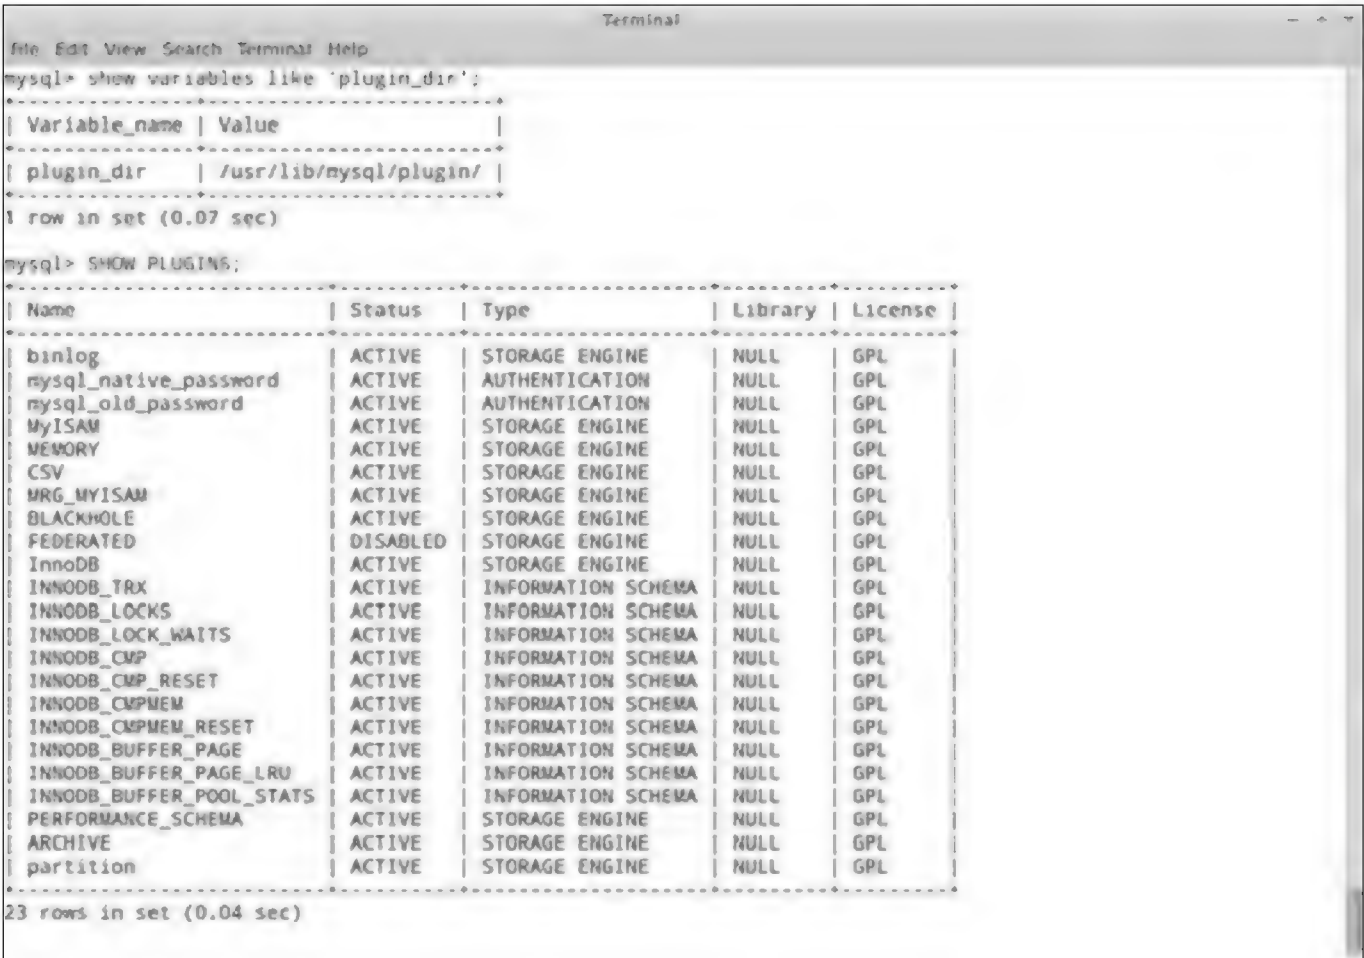 Terminal
File Edit View Search Terminal Help
mysql> show variables like 'plugin_dir';
+---------------+------------------------+
| Variable_name | Value                  |
+---------------+------------------------+
| plugin_dir    | /usr/lib/mysql/plugin/ |
+---------------+------------------------+
1 row in set (0.07 sec)
mysql> SHOW PLUGINS;
+--------------------------+----------+--------------------+---------+---------+
| Name                     | Status   | Type               | Library | License |
+--------------------------+----------+--------------------+---------+---------+
| binlog                   | ACTIVE   | STORAGE ENGINE     | NULL    | GPL     |
| mysql_native_password    | ACTIVE   | AUTHENTICATION     | NULL    | GPL     |
| mysql_old_password       | ACTIVE   | AUTHENTICATION     | NULL    | GPL     |
| MyISAM                   | ACTIVE   | STORAGE ENGINE     | NULL    | GPL     |
| MEMORY                   | ACTIVE   | STORAGE ENGINE     | NULL    | GPL     |
| CSV                      | ACTIVE   | STORAGE ENGINE     | NULL    | GPL     |
| MRG_MYISAM               | ACTIVE   | STORAGE ENGINE     | NULL    | GPL     |
| BLACKHOLE                | ACTIVE   | STORAGE ENGINE     | NULL    | GPL     |
| FEDERATED                | DISABLED | STORAGE ENGINE     | NULL    | GPL     |
| InnoDB                   | ACTIVE   | STORAGE ENGINE     | NULL    | GPL     |
| INNODB_TRX               | ACTIVE   | INFORMATION SCHEMA | NULL    | GPL     |
| INNODB_LOCKS             | ACTIVE   | INFORMATION SCHEMA | NULL    | GPL     |
| INNODB_LOCK_WAITS        | ACTIVE   | INFORMATION SCHEMA | NULL    | GPL     |
| INNODB_CMP               | ACTIVE   | INFORMATION SCHEMA | NULL    | GPL     |
| INNODB_CMP_RESET         | ACTIVE   | INFORMATION SCHEMA | NULL    | GPL     |
| INNODB_CMPMEM            | ACTIVE   | INFORMATION SCHEMA | NULL    | GPL     |
| INNODB_CMPMEM_RESET      | ACTIVE   | INFORMATION SCHEMA | NULL    | GPL     |
| INNODB_BUFFER_PAGE       | ACTIVE   | INFORMATION SCHEMA | NULL    | GPL     |
| INNODB_BUFFER_PAGE_LRU   | ACTIVE   | INFORMATION SCHEMA | NULL    | GPL     |
| INNODB_BUFFER_POOL_STATS | ACTIVE   | INFORMATION SCHEMA | NULL    | GPL     |
| PERFORMANCE_SCHEMA       | ACTIVE   | STORAGE ENGINE     | NULL    | GPL     |
| ARCHIVE                  | ACTIVE   | STORAGE ENGINE     | NULL    | GPL     |
| partition                | ACTIVE   | STORAGE ENGINE     | NULL    | GPL     |
+--------------------------+----------+--------------------+---------+---------+
23 rows in set (0.04 sec)